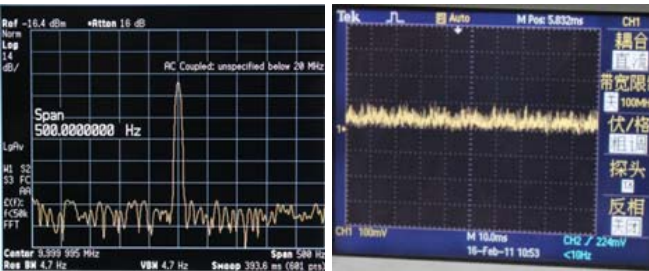 Ref -16.4 dBm •Atten 16 dB
Norm
Log
14
dB/
AC Coupled: unspecified below 20 MHz
Span
500.0000000 Hz
LgAv
W1 S2
S3 FC
AA
£(f):
f<50k
FFT
Center 9.999 995 MHz Span 500 Hz
Res BW 4.7 Hz VBW 4.7 Hz Sweep 393.6 ms (601 pts)
Tek Auto M Pos: 5.832ms CH1
耦合
直流
带宽限制
关 100MHz
伏/格
粗调
探头
反相
关闭
1
CH1 100mV M 10.0ms CH2 / 224mV
16-Feb-11 10:53 <10Hz